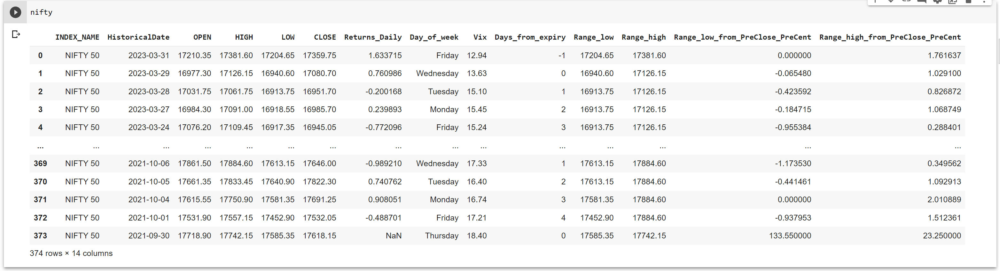 nifty
INDEX_NAME HistoricalDate OPEN HIGH LOW CLOSE Returns_Daily Day_of_week Vix Days_from_expiry Range_low Range_high Range_low_from_PreClose_PreCent Range_high_from_PreClose_PreCent
0 NIFTY 50 2023-03-31 17210.35 17381.60 17204.65 17359.75 1.633715 Friday 12.94 -1 17204.65 17381.60 0.000000 1.761637
1 NIFTY 50 2023-03-29 16977.30 17126.15 16940.60 17080.70 0.760986 Wednesday 13.63 0 16940.60 17126.15 -0.065480 1.029100
2 NIFTY 50 2023-03-28 17031.75 17061.75 16913.75 16951.70 -0.200168 Tuesday 15.10 1 16913.75 17126.15 -0.423592 0.826872
3 NIFTY 50 2023-03-27 16984.30 17091.00 16918.55 16985.70 0.239893 Monday 15.45 2 16913.75 17126.15 -0.184715 1.068749
4 NIFTY 50 2023-03-24 17076.20 17109.45 16917.35 16945.05 -0.772096 Friday 15.24 3 16913.75 17126.15 -0.955384 0.288401
... ... ... ... ... ... ... ... ... ... ... ... ... ... ...
369 NIFTY 50 2021-10-06 17861.50 17884.60 17613.15 17646.00 -0.989210 Wednesday 17.33 1 17613.15 17884.60 -1.173530 0.349562
370 NIFTY 50 2021-10-05 17661.35 17833.45 17640.90 17822.30 0.740762 Tuesday 16.40 2 17613.15 17884.60 -0.441461 1.092913
371 NIFTY 50 2021-10-04 17615.55 17750.90 17581.35 17691.25 0.908051 Monday 16.74 3 17581.35 17884.60 0.000000 2.010889
372 NIFTY 50 2021-10-01 17531.90 17557.15 17452.90 17532.05 -0.488701 Friday 17.21 4 17452.90 17884.60 -0.937953 1.512361
373 NIFTY 50 2021-09-30 17718.90 17742.15 17585.35 17618.15 NaN Thursday 18.40 0 17585.35 17742.15 133.550000 23.250000
374 rows × 14 columns